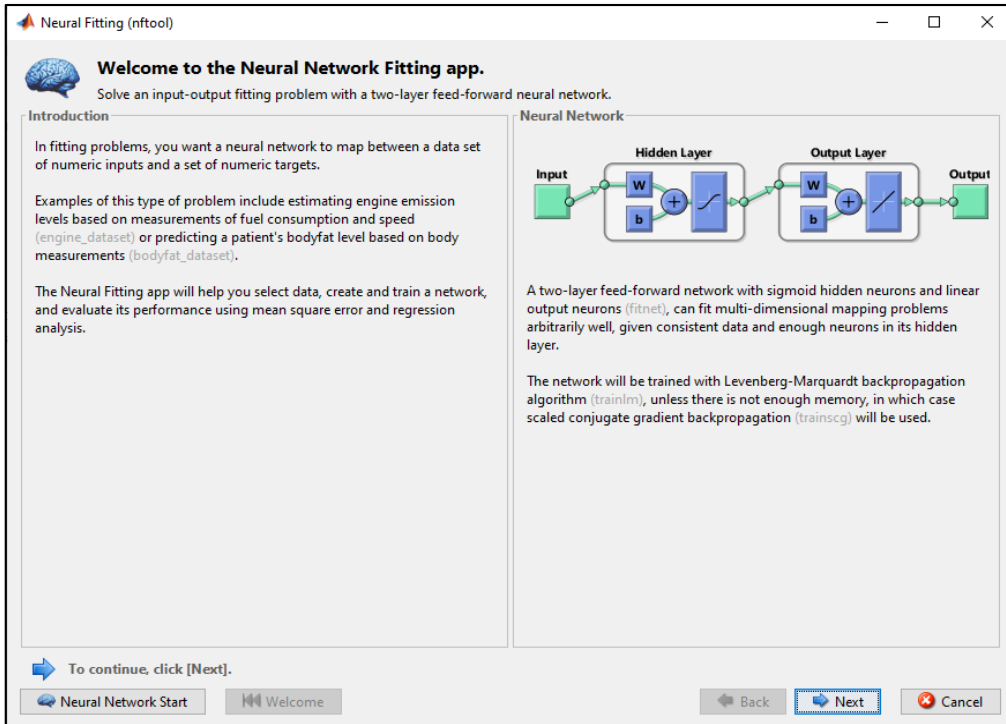 Neural Fitting (nftool)
Welcome to the Neural Network Fitting app.
Solve an input-output fitting problem with a two-layer feed-forward neural network.
Introduction
In fitting problems, you want a neural network to map between a data set
of numeric inputs and a set of numeric targets.
Examples of this type of problem include estimating engine emission
levels based on measurements of fuel consumption and speed
(engine_dataset) or predicting a patient's bodyfat level based on body
measurements (bodyfat_dataset).
The Neural Fitting app will help you select data, create and train a network,
and evaluate its performance using mean square error and regression
analysis.
Neural Network
Hidden Layer
Output Layer
Input
Output
W
b
+
W
b
+
A two-layer feed-forward network with sigmoid hidden neurons and linear
output neurons (fitnet), can fit multi-dimensional mapping problems
arbitrarily well, given consistent data and enough neurons in its hidden
layer.
The network will be trained with Levenberg-Marquardt backpropagation
algorithm (trainlm), unless there is not enough memory, in which case
scaled conjugate gradient backpropagation (trainscg) will be used.
To continue, click [Next].
Neural Network Start
Welcome
Back
Next
Cancel